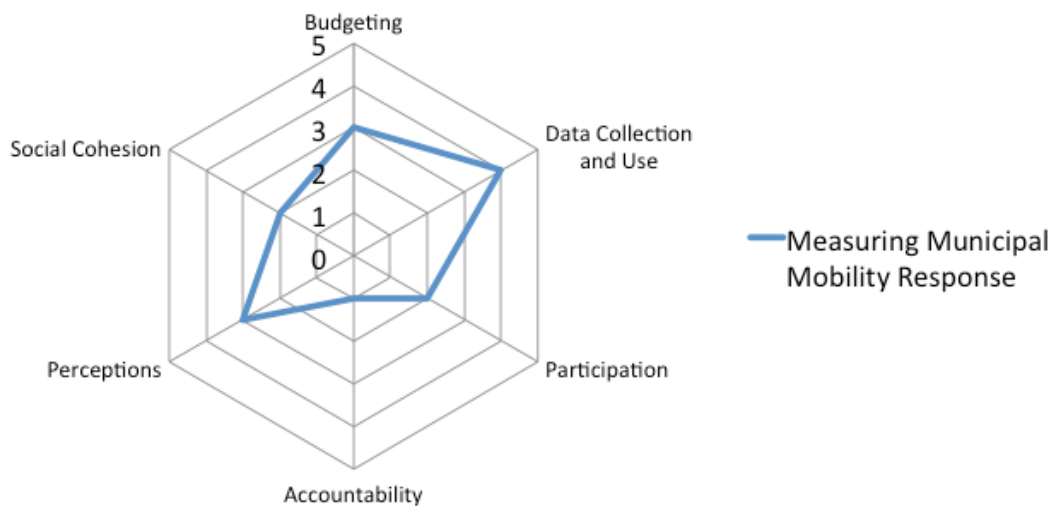 Budgeting
5
4
3
2
1
0
Data Collection
and Use
Participation
Accountability
Perceptions
Social Cohesion
Measuring Municipal
Mobility Response